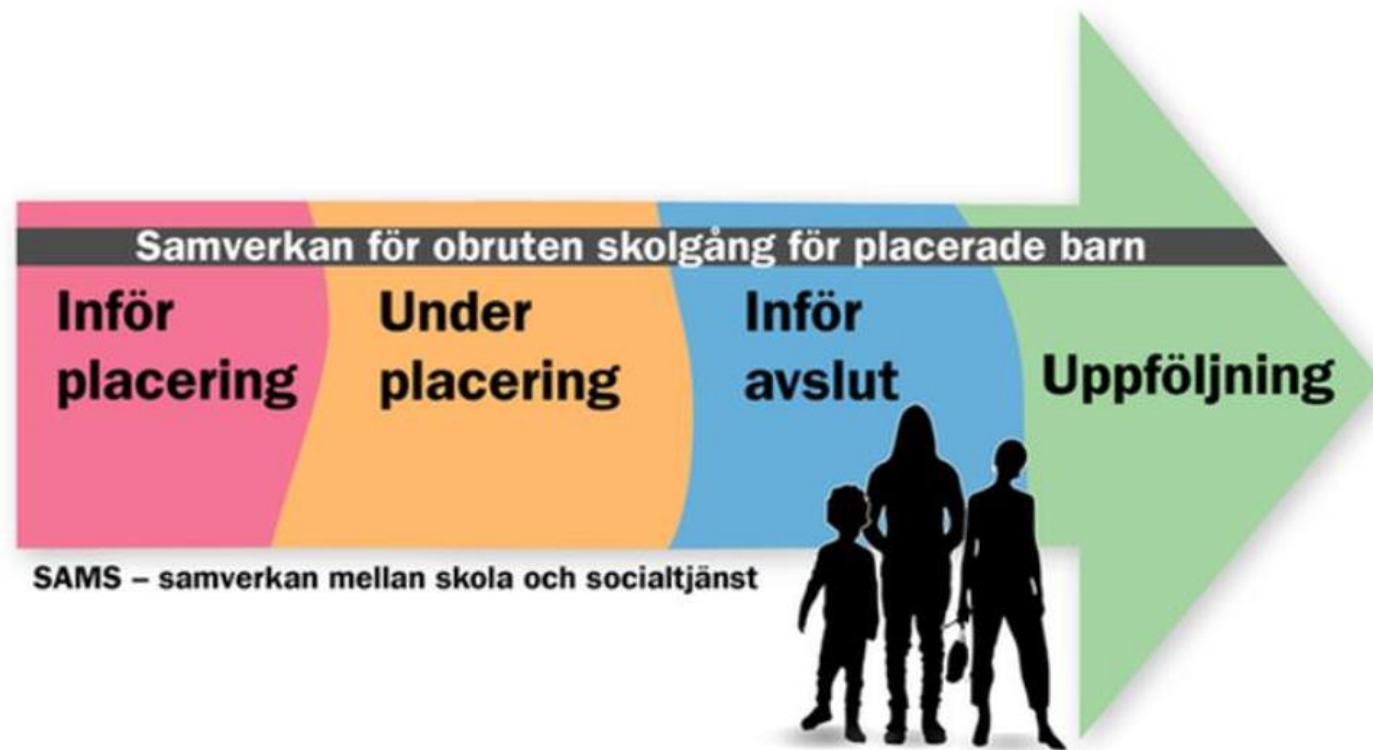 Samverkan för obruten skolgång för placerade barn
Inför
placering
Under
placering
Inför
avslut
Uppföljning
SAMS – samverkan mellan skola och socialtjänst